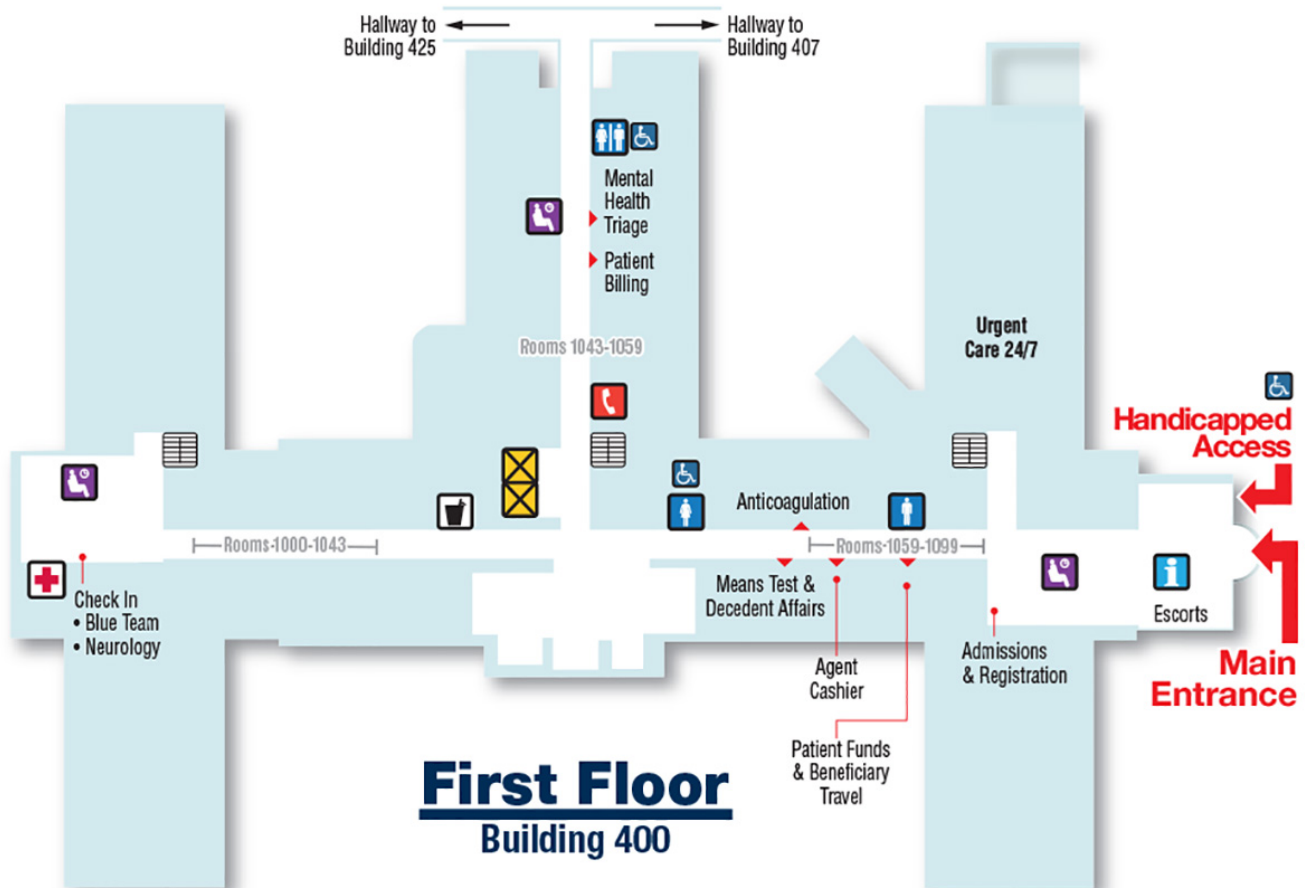 Hallway to
Building 425
Hallway to
Building 407
Mental
Health
Triage
Patient
Billing
Rooms 1043-1059
Urgent
Care 24/7
Handicapped
Access
Anticoagulation
Rooms-1000-1043
Rooms-1059-1099
Check In
• Blue Team
• Neurology
Means Test &
Decedent Affairs
Escorts
Agent
Cashier
Admissions
& Registration
Main
Entrance
Patient Funds
& Beneficiary
Travel
First Floor
Building 400